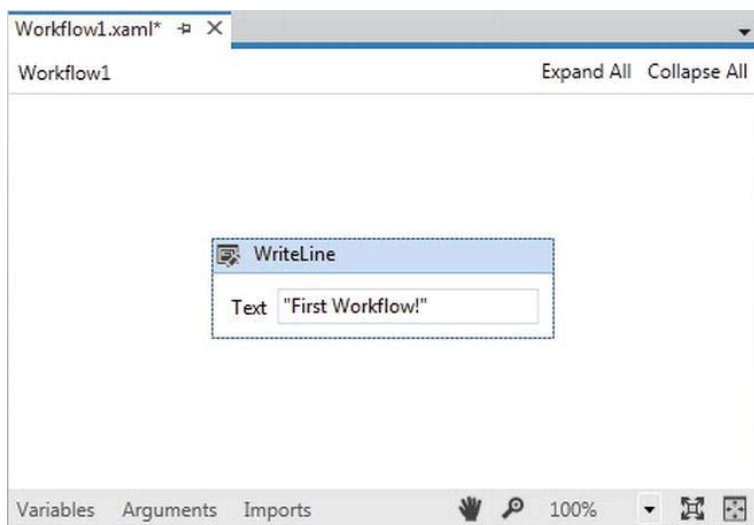 Workflow1.xaml*
Workflow1 Expand All Collapse All
WriteLine
Text "First Workflow!"
Variables Arguments Imports 100%